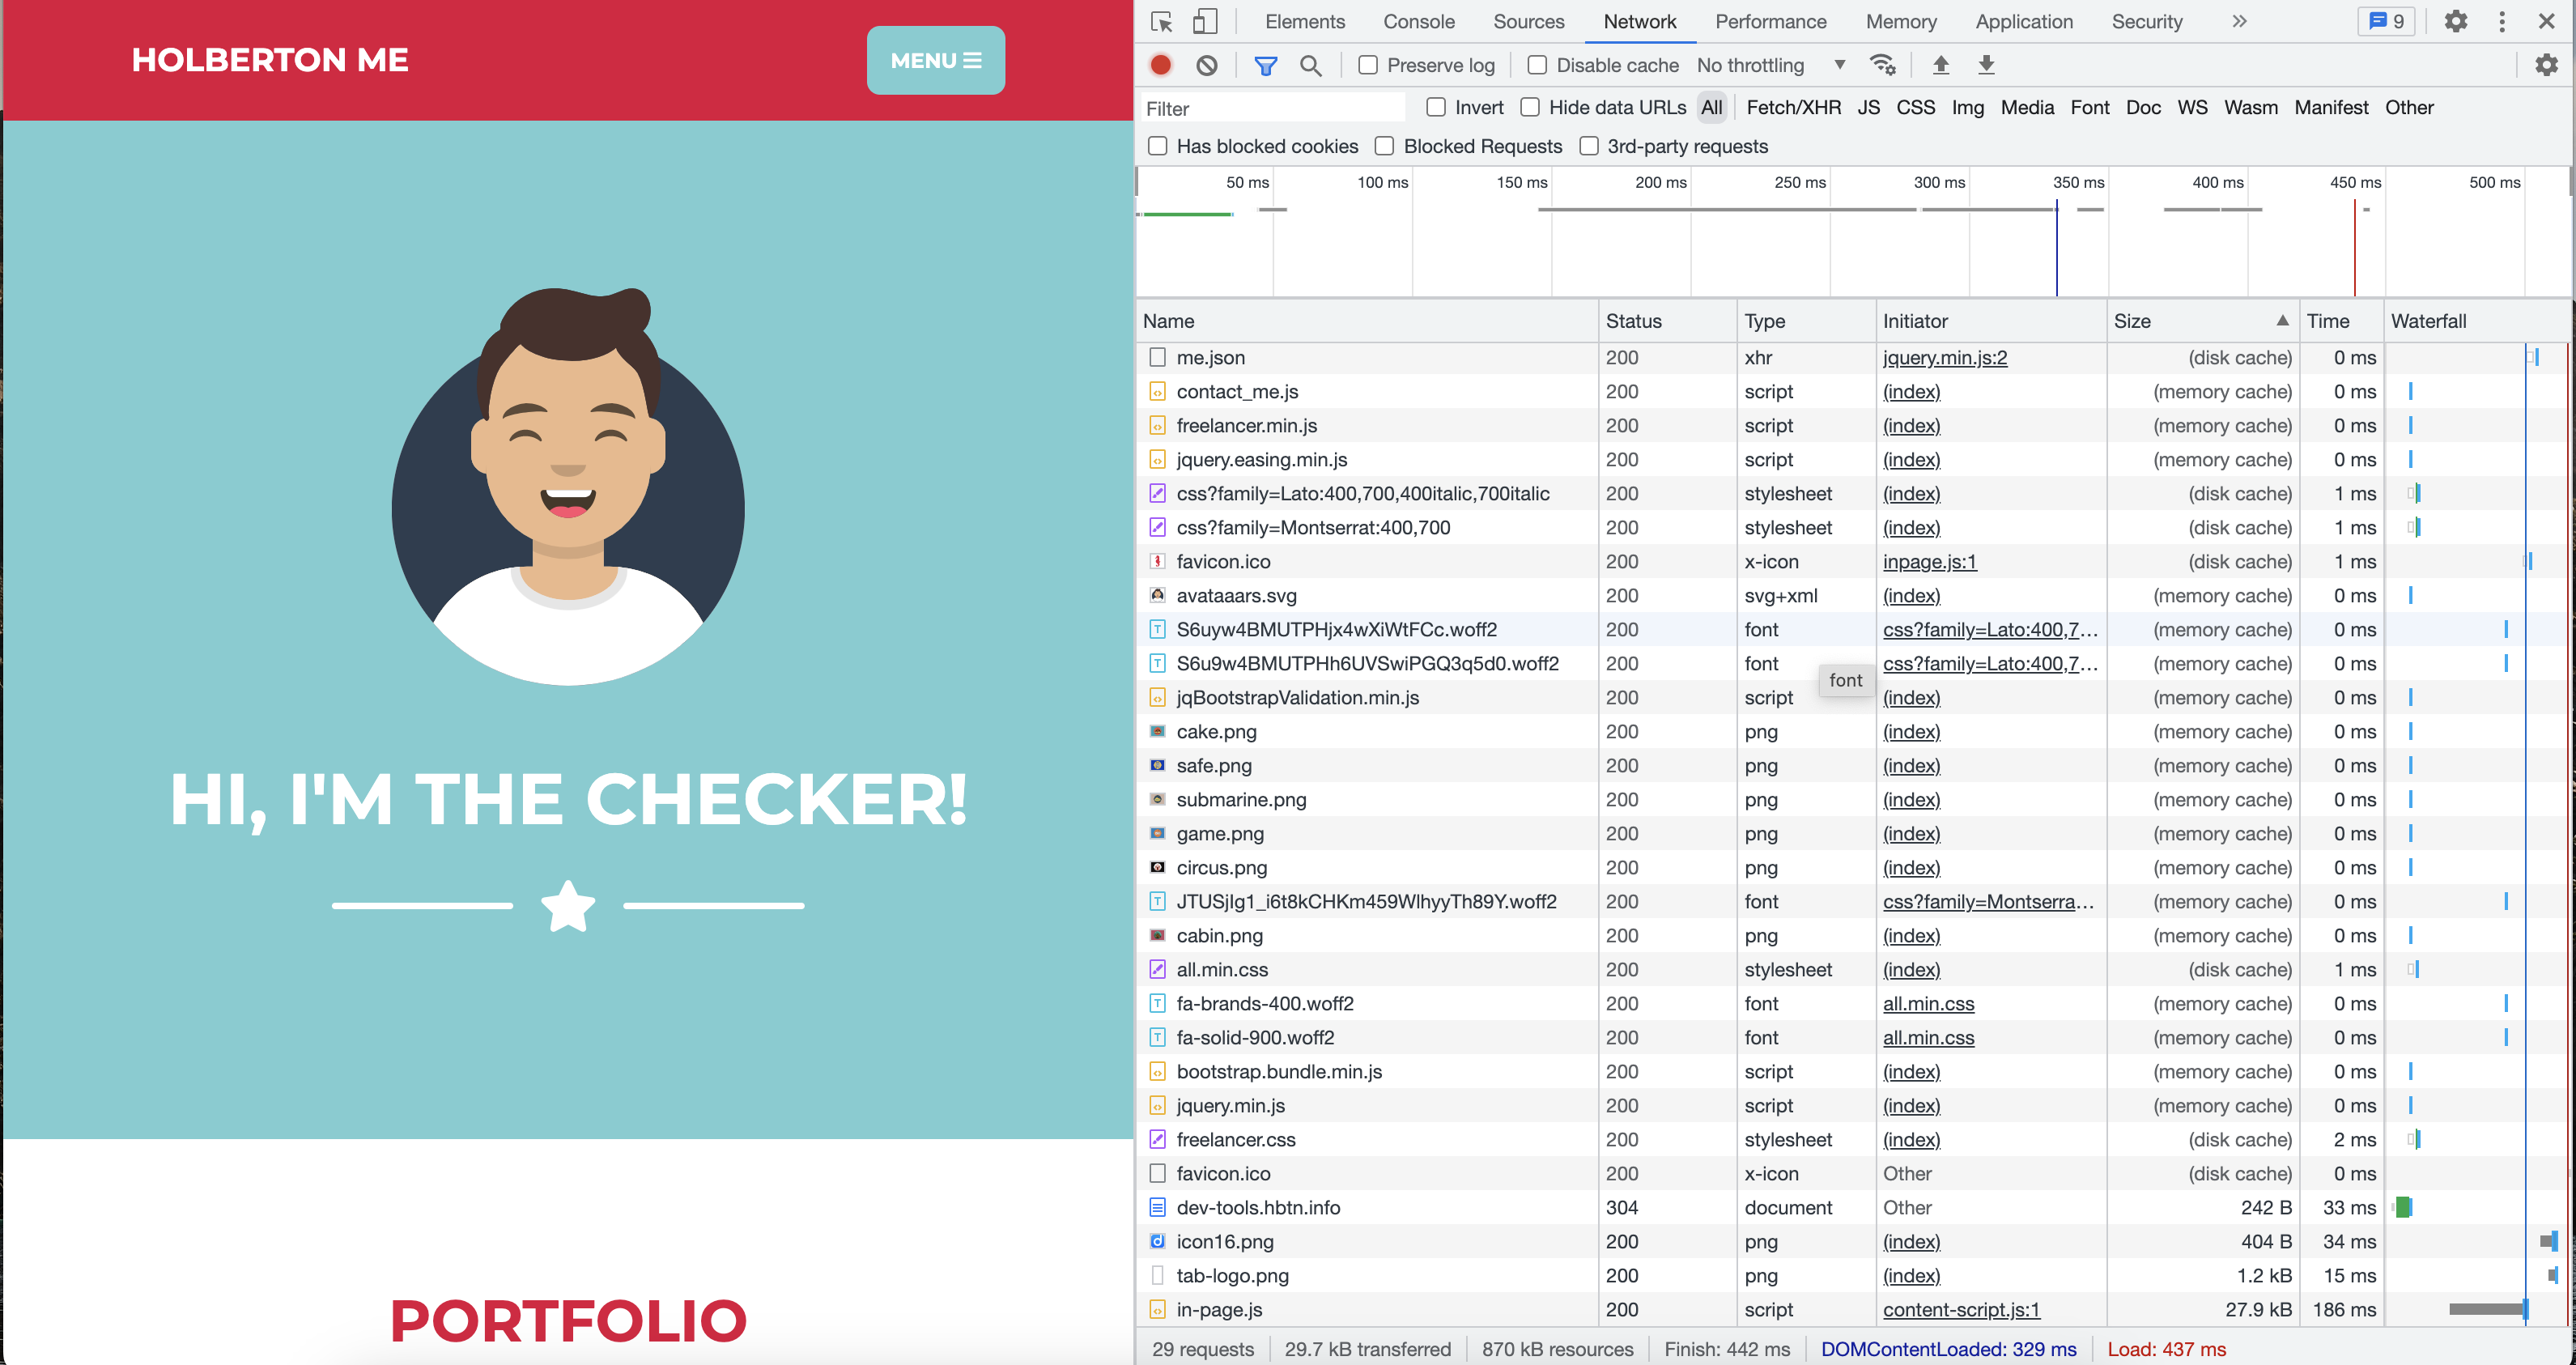 HOLBERTON ME
MENU
HI, I'M THE CHECKER!
PORTFOLIO
Elements Console Sources Network Performance Memory Application Security 9
Preserve log Disable cache No throttling
Filter Invert Hide data URLs All Fetch/XHR JS CSS Img Media Font Doc WS Wasm Manifest Other
Has blocked cookies Blocked Requests 3rd-party requests
50 ms 100 ms 150 ms 200 ms 250 ms 300 ms 350 ms 400 ms 450 ms 500 ms
Name Status Type Initiator Size Time Waterfall
me.json 200 xhr jquery.min.js:2 (disk cache) 0 ms
contact_me.js 200 script (index) (memory cache) 0 ms
freelancer.min.js 200 script (index) (memory cache) 0 ms
jquery.easing.min.js 200 script (index) (memory cache) 0 ms
css?family=Lato:400,700,400italic,700italic 200 stylesheet (index) (disk cache) 1 ms
css?family=Montserrat:400,700 200 stylesheet (index) (disk cache) 1 ms
favicon.ico 200 x-icon inpage.js:1 (disk cache) 1 ms
avataaars.svg 200 svg+xml (index) (memory cache) 0 ms
S6uyw4BMUTPHjx4wXiWtFCc.woff2 200 font css?family=Lato:400,7... (memory cache) 0 ms
S6u9w4BMUTPHh6UVSwiPGQ3q5d0.woff2 200 font css?family=Lato:400,7... (memory cache) 0 ms
font
jqBootstrapValidation.min.js 200 script (index) (memory cache) 0 ms
cake.png 200 png (index) (memory cache) 0 ms
safe.png 200 png (index) (memory cache) 0 ms
submarine.png 200 png (index) (memory cache) 0 ms
game.png 200 png (index) (memory cache) 0 ms
circus.png 200 png (index) (memory cache) 0 ms
JTUSjIg1_i6t8kCHKm459WlhyyTh89Y.woff2 200 font css?family=Montserra... (memory cache) 0 ms
cabin.png 200 png (index) (memory cache) 0 ms
all.min.css 200 stylesheet (index) (disk cache) 1 ms
fa-brands-400.woff2 200 font all.min.css (memory cache) 0 ms
fa-solid-900.woff2 200 font all.min.css (memory cache) 0 ms
bootstrap.bundle.min.js 200 script (index) (memory cache) 0 ms
jquery.min.js 200 script (index) (memory cache) 0 ms
freelancer.css 200 stylesheet (index) (disk cache) 2 ms
favicon.ico 200 x-icon Other (disk cache) 0 ms
dev-tools.hbtn.info 304 document Other 242 B 33 ms
icon16.png 200 png (index) 404 B 34 ms
tab-logo.png 200 png (index) 1.2 kB 15 ms
in-page.js 200 script content-script.js:1 27.9 kB 186 ms
29 requests 29.7 kB transferred 870 kB resources Finish: 442 ms DOMContentLoaded: 329 ms Load: 437 ms